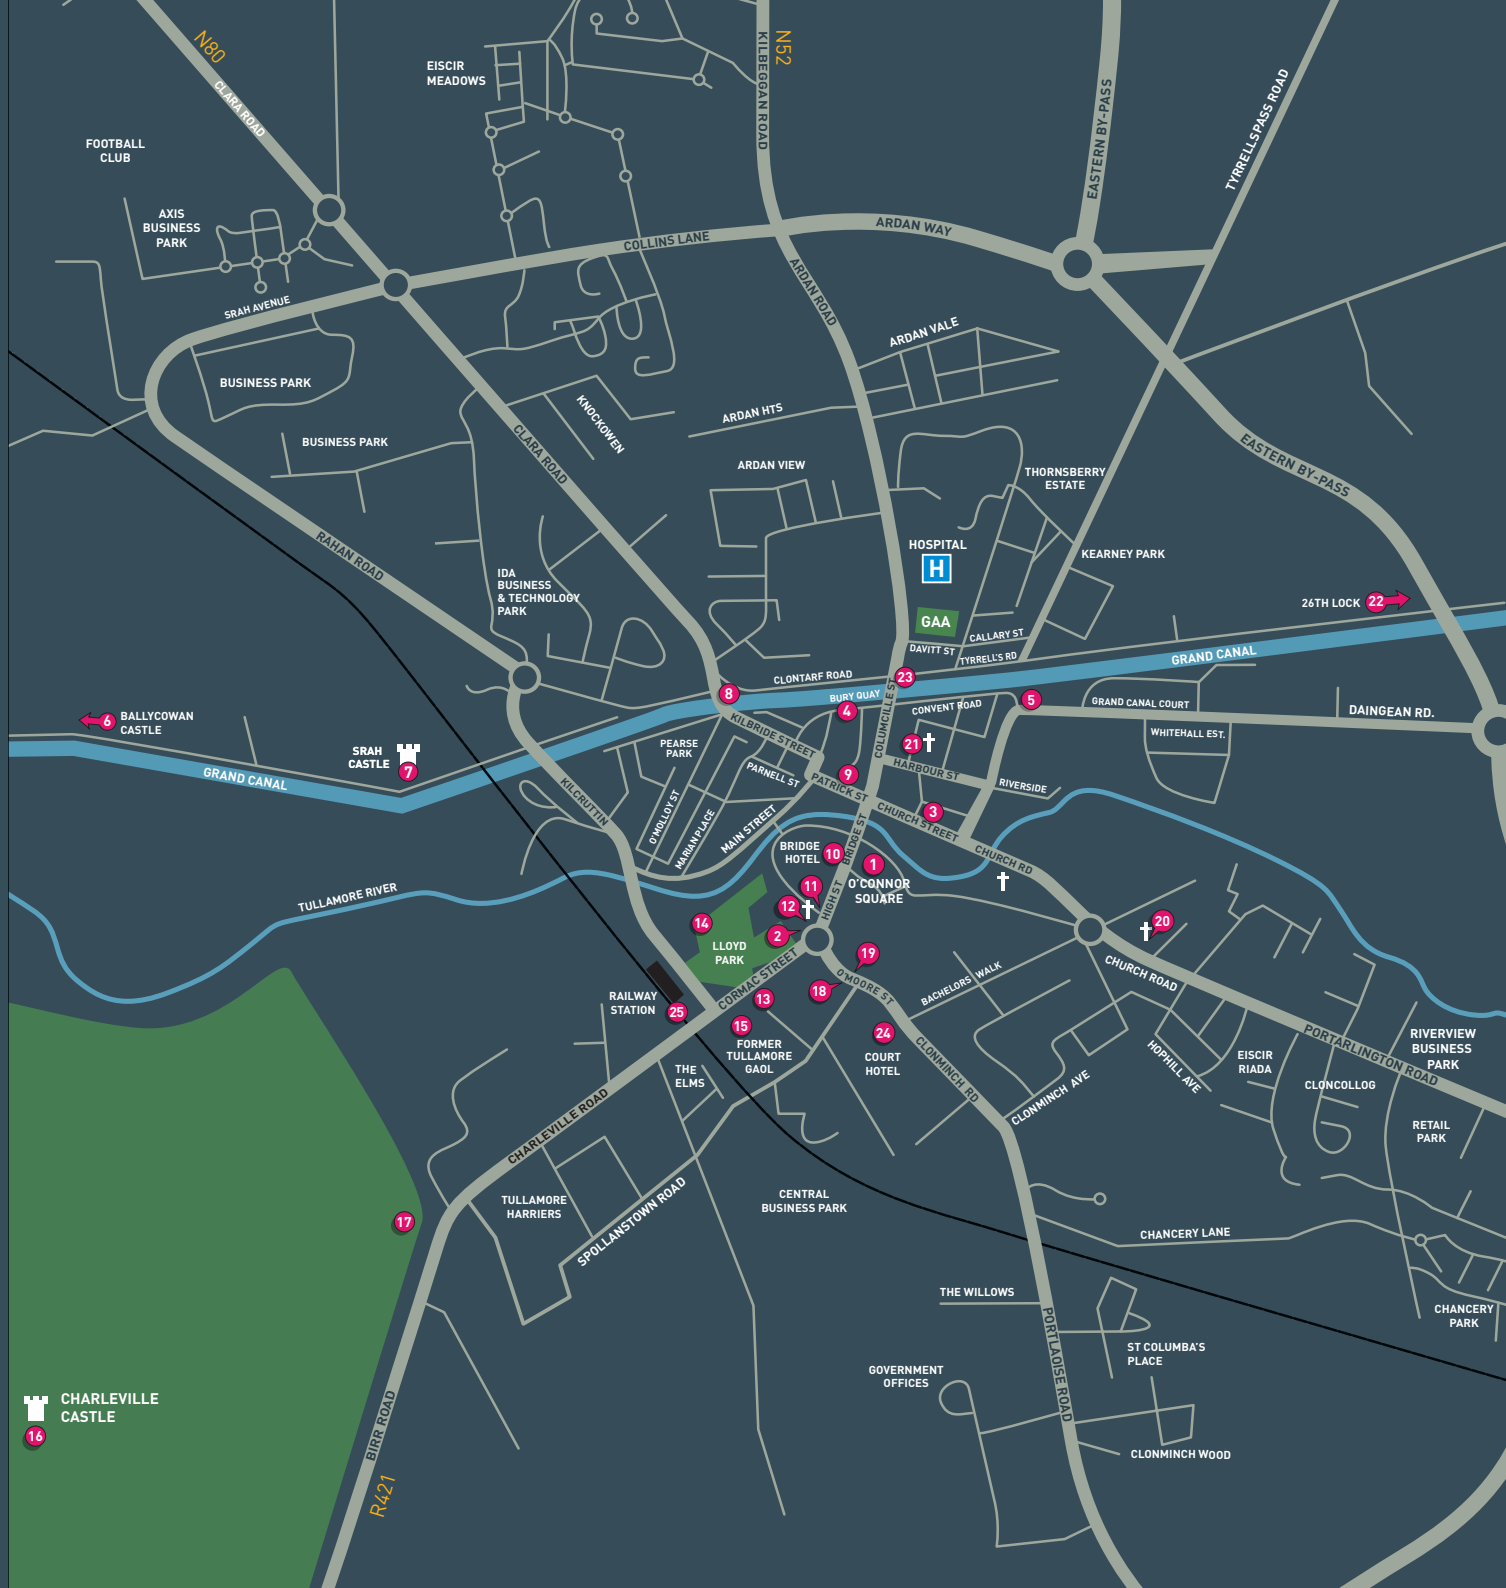 N80
CLARA ROAD
EISCIR
MEADOWS
KILBEGGAN ROAD
N52
EASTERN BY-PASS
TYRRELLSPASS ROAD
FOOTBALL
CLUB
AXIS
BUSINESS
PARK
COLLINS LANE
ARDAN WAY
SRAH AVENUE
ARDAN ROAD
ARDAN VALE
BUSINESS PARK
BUSINESS PARK
KNOCKOWEN
ARDAN HTS
CLARA ROAD
ARDAN VIEW
THORNSBERRY
ESTATE
EASTERN BY-PASS
RAHAN ROAD
HOSPITAL
H
KEARNEY PARK
IDA
BUSINESS
& TECHNOLOGY
PARK
26TH LOCK
22
GAA
CALLARY ST
DAVITT ST
TYRRELL'S RD
GRAND CANAL
CLONTARF ROAD
23
8
BURY QUAY
4
COLUMCILLE ST
CONVENT ROAD
5
GRAND CANAL COURT
DAINGEAN RD.
WHITEHALL EST.
6
BALLYCOWAN
CASTLE
SRAH
CASTLE
7
GRAND CANAL
KILBRIDE STREET
PEARSE
PARK
21
HARBOUR ST
RIVERSIDE
PARNELL ST
9
PATRICK ST
KILCRUTTIN
O'MOLLOY ST
MARIAN PLACE
MAIN STREET
CHURCH STREET
3
BRIDGE ST
BRIDGE
HOTEL
10
1
O'CONNOR
SQUARE
CHURCH RD
TULLAMORE RIVER
11
HIGH ST
12
14
2
LLOYD
PARK
20
19
CHURCH ROAD
CORMAC STREET
18
O'MOORE ST
BACHELORS WALK
RAILWAY
STATION
25
13
15
FORMER
TULLAMORE
GAOL
24
COURT
HOTEL
CLONMINCH RD
HOPHILL AVE
EISCIR
RIADA
PORTARLINGTON ROAD
RIVERVIEW
BUSINESS
PARK
CLONCOLLOG
THE
ELMS
CLONMINCH AVE
RETAIL
PARK
CHARLEVILLE ROAD
TULLAMORE
HARRIERS
SPOLLANSTOWN ROAD
CENTRAL
BUSINESS PARK
17
CHANCERY LANE
THE WILLOWS
CHANCERY
PARK
PORTLAOISE ROAD
ST COLUMBA'S
PLACE
GOVERNMENT
OFFICES
CHARLEVILLE
CASTLE
16
BIRR ROAD
CLONMINCH WOOD
R421